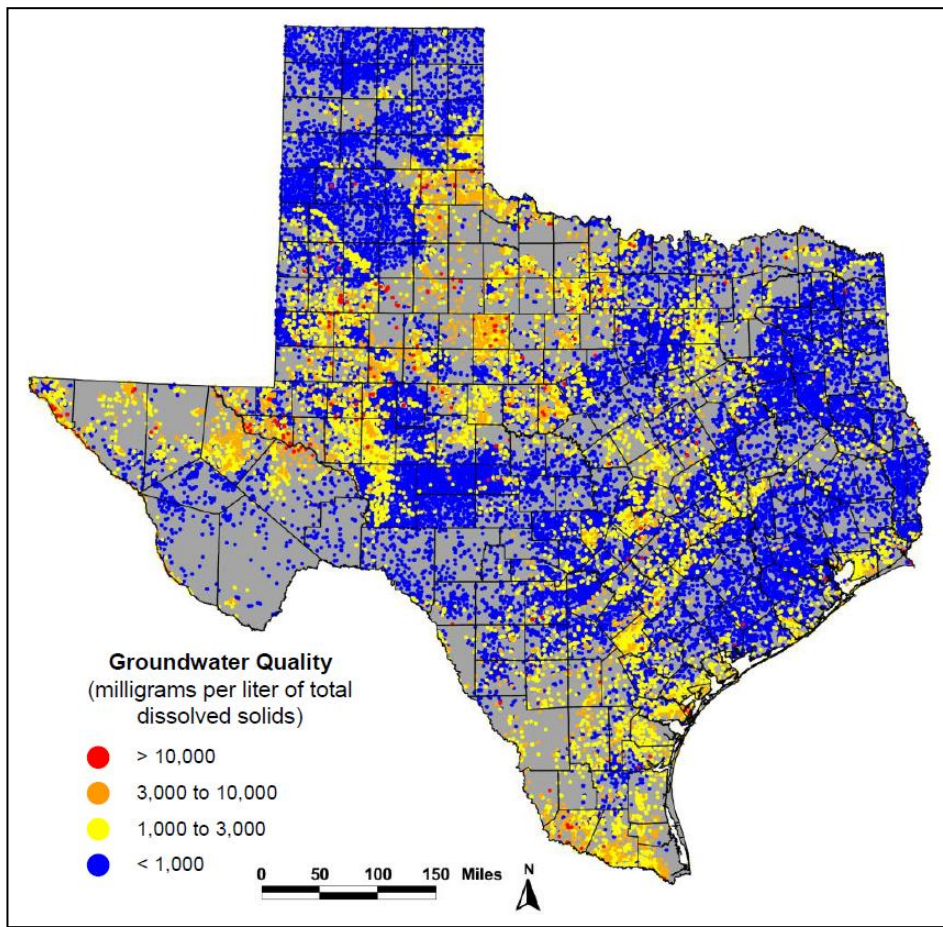 Groundwater Quality
(milligrams per liter of total
dissolved solids)
> 10,000
3,000 to 10,000
1,000 to 3,000
< 1,000
0 50 100 150 Miles
N